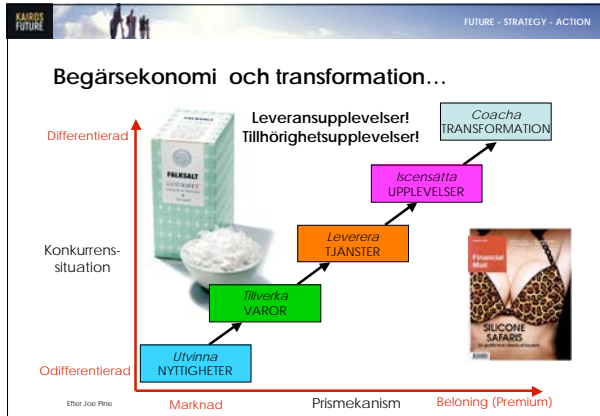 KAIROS
FUTURE
FUTURE - STRATEGY - ACTION
Begärsekonomi och transformation…
Leveransupplevelser!
Tillhörighetsupplevelser!
Coacha
TRANSFORMATION
Differentierad
FALKSALT
GOURMET
Iscensätta
UPPLEVELSER
Konkurrens-
situation
Leverera
TJÄNSTER
Financial
Mail
SILICONE
SAFARIS
Tillverka
VAROR
Utvinna
NYTTIGHETER
Odifferentierad
Efter Joe Pine
Marknad
Prismekanism
Belöning (Premium)